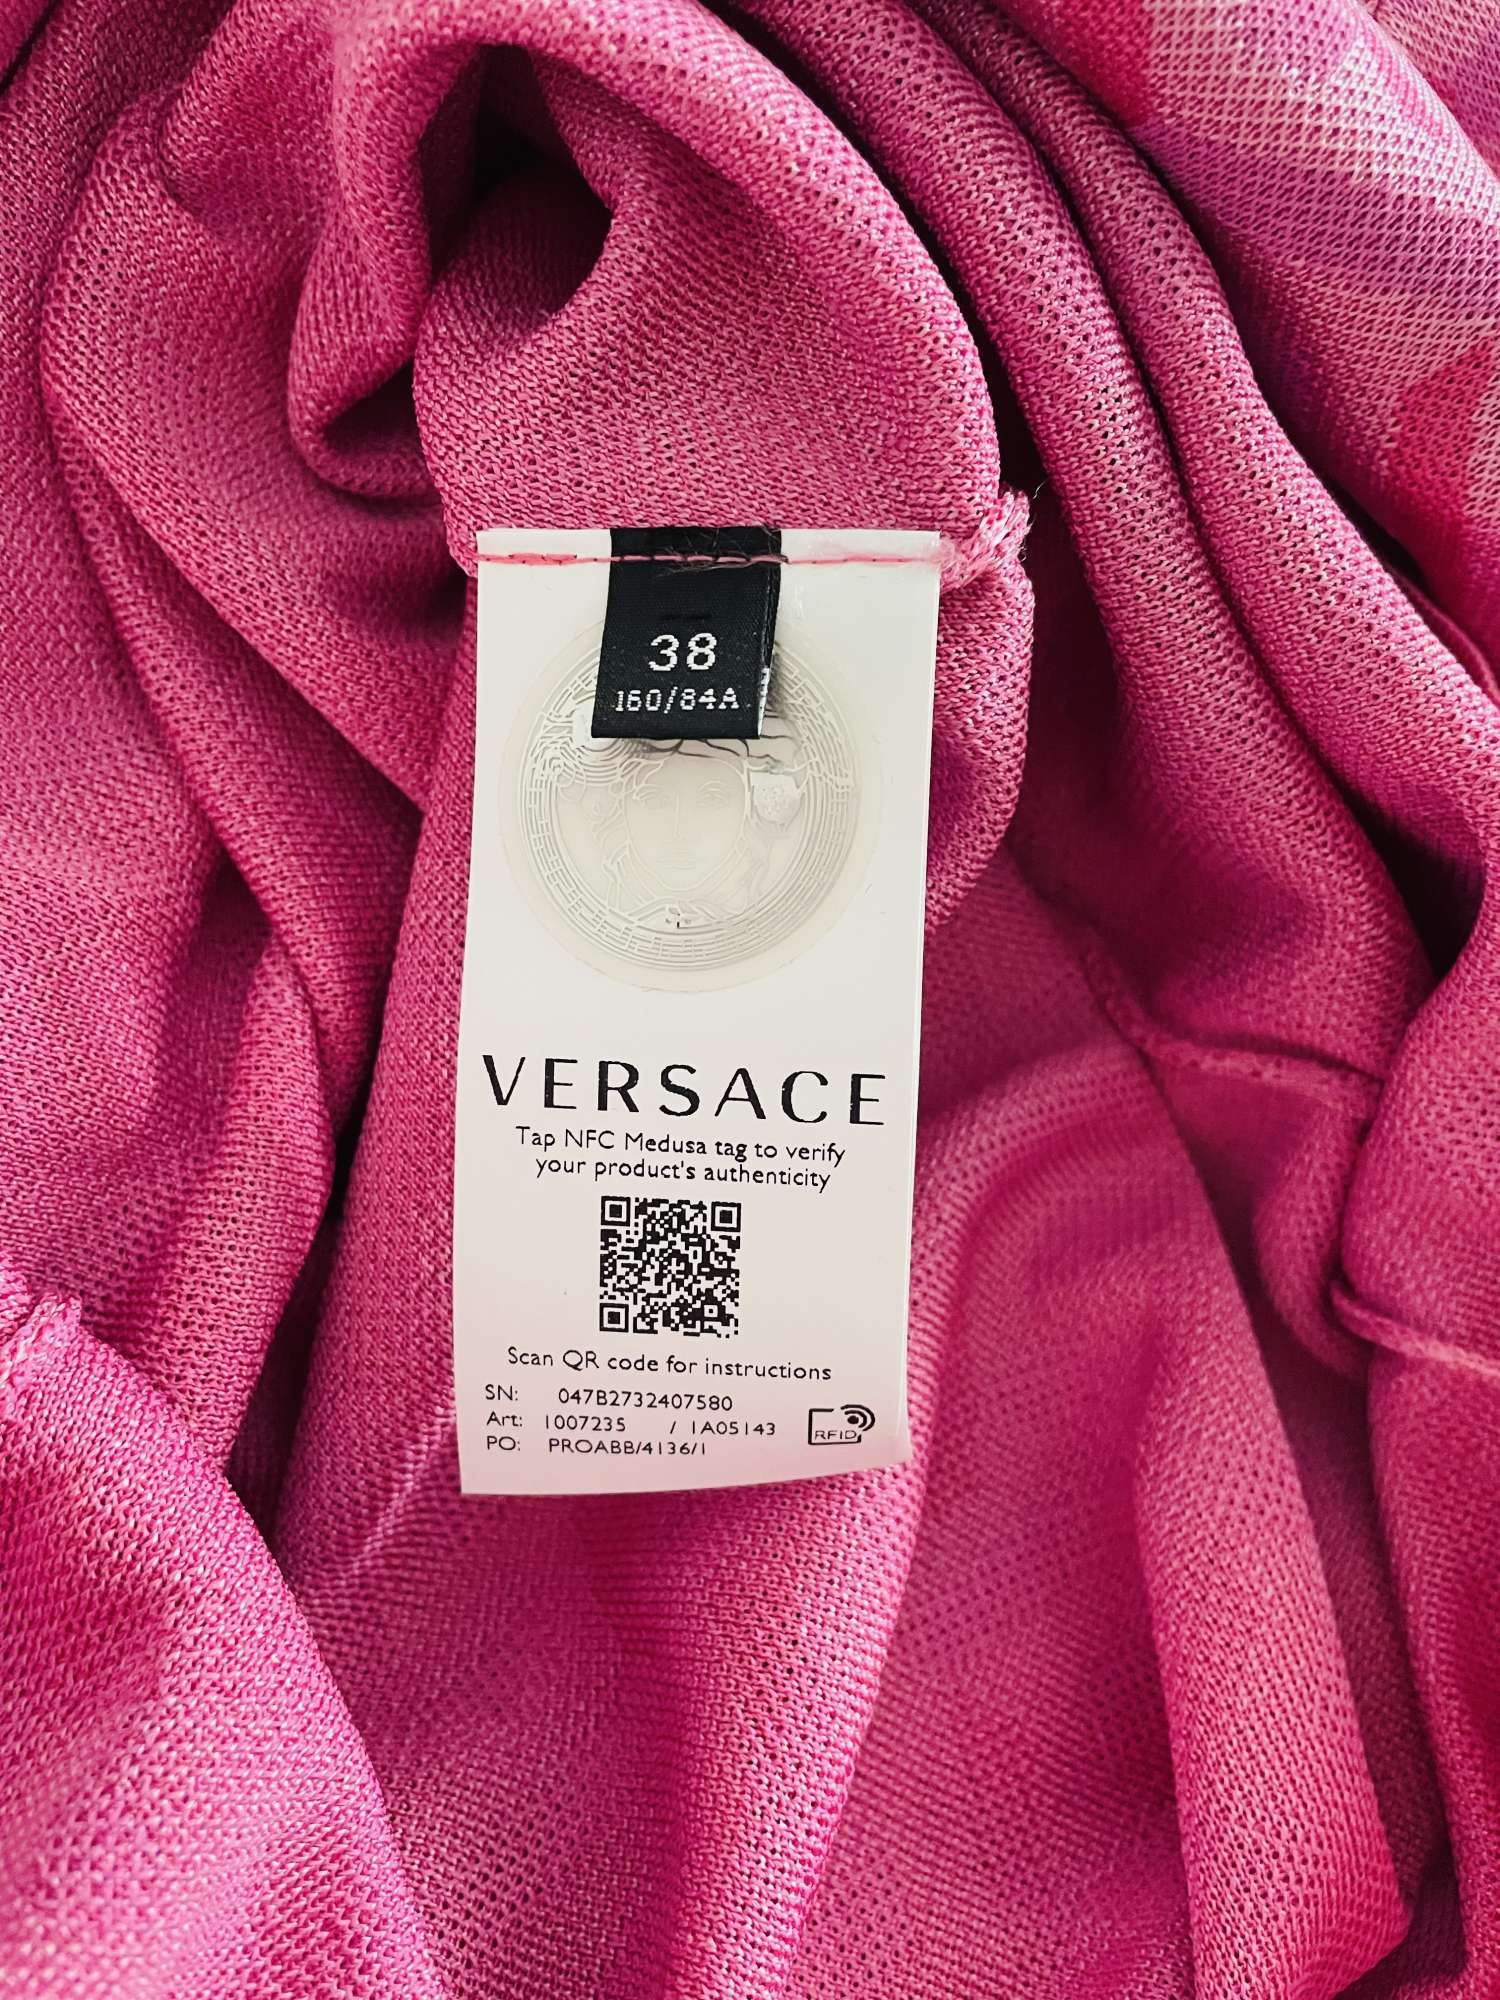 38
160/84A
VERSACE
Tap NFC Medusa tag to verify
your product's authenticity
Scan QR code for instructions
SN: 047B2732407580
Art: 1007235 / 1A05143
PO: PROABB/4136/1
RFID